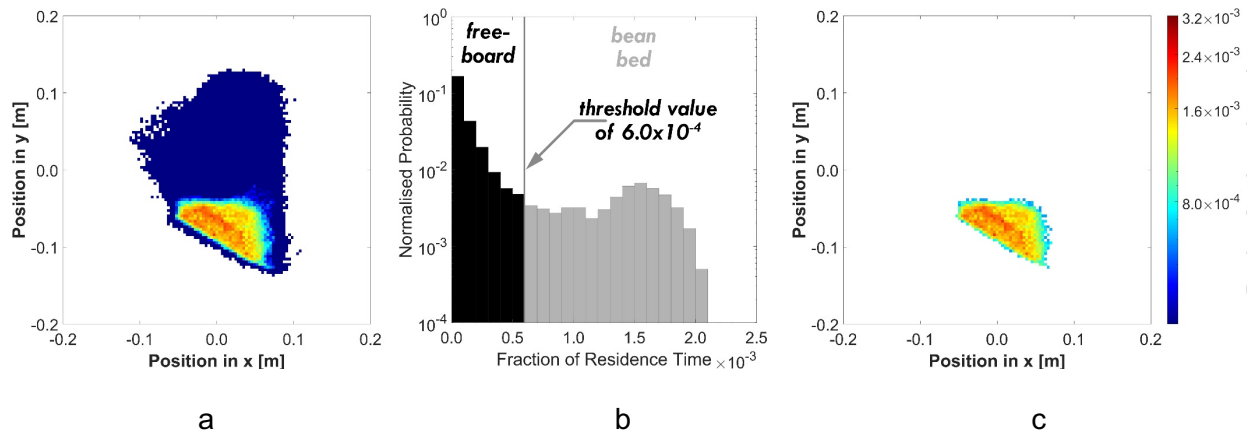 0.2
0.1
0.0
-0.1
-0.2
-0.2
-0.1
0.0
0.1
0.2
Position in y [m]
Position in x [m]
a
10⁰
10⁻¹
10⁻²
10⁻³
10⁻⁴
Normalised Probability
free-
board
bean
bed
threshold value
of 6.0x10⁻⁴
0.0
0.5
1.0
1.5
2.0
2.5
Fraction of Residence Time ×10⁻³
b
0.2
0.1
0.0
-0.1
-0.2
-0.2
-0.1
0.0
0.1
0.2
Position in y [m]
Position in x [m]
c
3.2×10⁻³
2.4×10⁻³
1.6×10⁻³
8.0×10⁻⁴